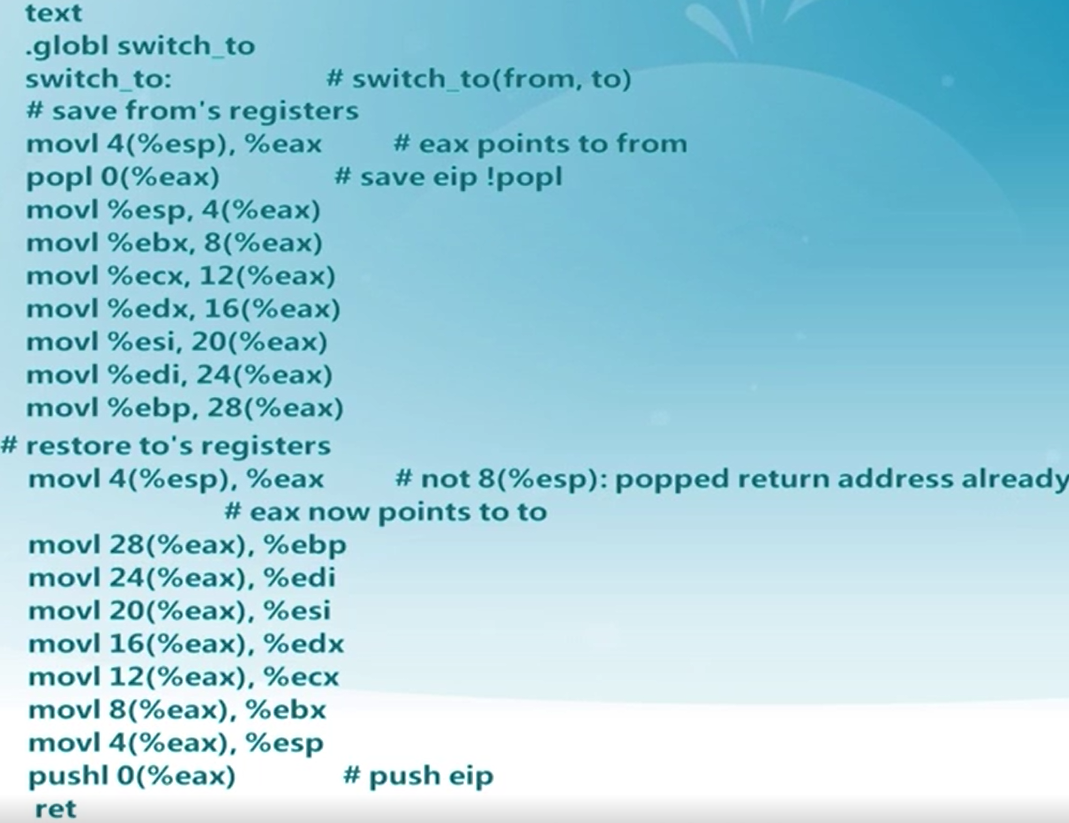 text
.globl switch_to
switch_to: # switch_to(from, to)
# save from's registers
movl 4(%esp), %eax # eax points to from
popl 0(%eax) # save eip !popl
movl %esp, 4(%eax)
movl %ebx, 8(%eax)
movl %ecx, 12(%eax)
movl %edx, 16(%eax)
movl %esi, 20(%eax)
movl %edi, 24(%eax)
movl %ebp, 28(%eax)
# restore to's registers
movl 4(%esp), %eax # not 8(%esp): popped return address already
# eax now points to to
movl 28(%eax), %ebp
movl 24(%eax), %edi
movl 20(%eax), %esi
movl 16(%eax), %edx
movl 12(%eax), %ecx
movl 8(%eax), %ebx
movl 4(%eax), %esp
pushl 0(%eax) # push eip
ret